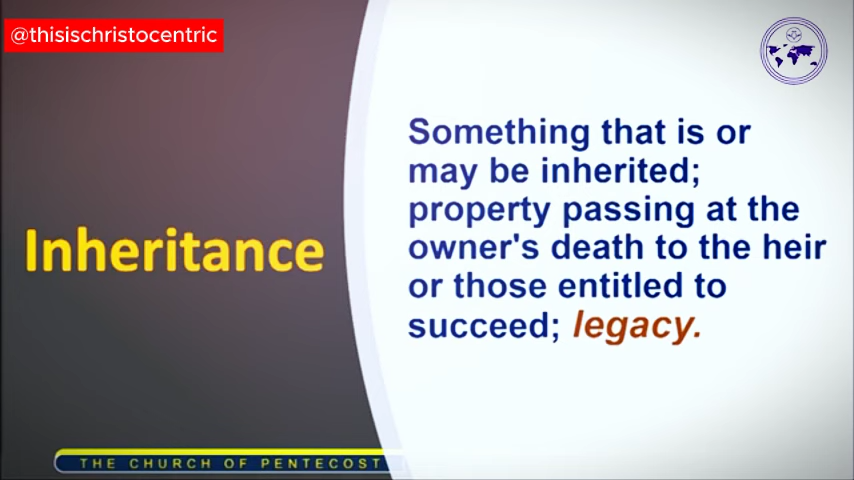 @thisischristocentric
Inheritance
Something that is or
may be inherited;
property passing at the
owner's death to the heir
or those entitled to
succeed; legacy.
THE CHURCH OF PENTECOST